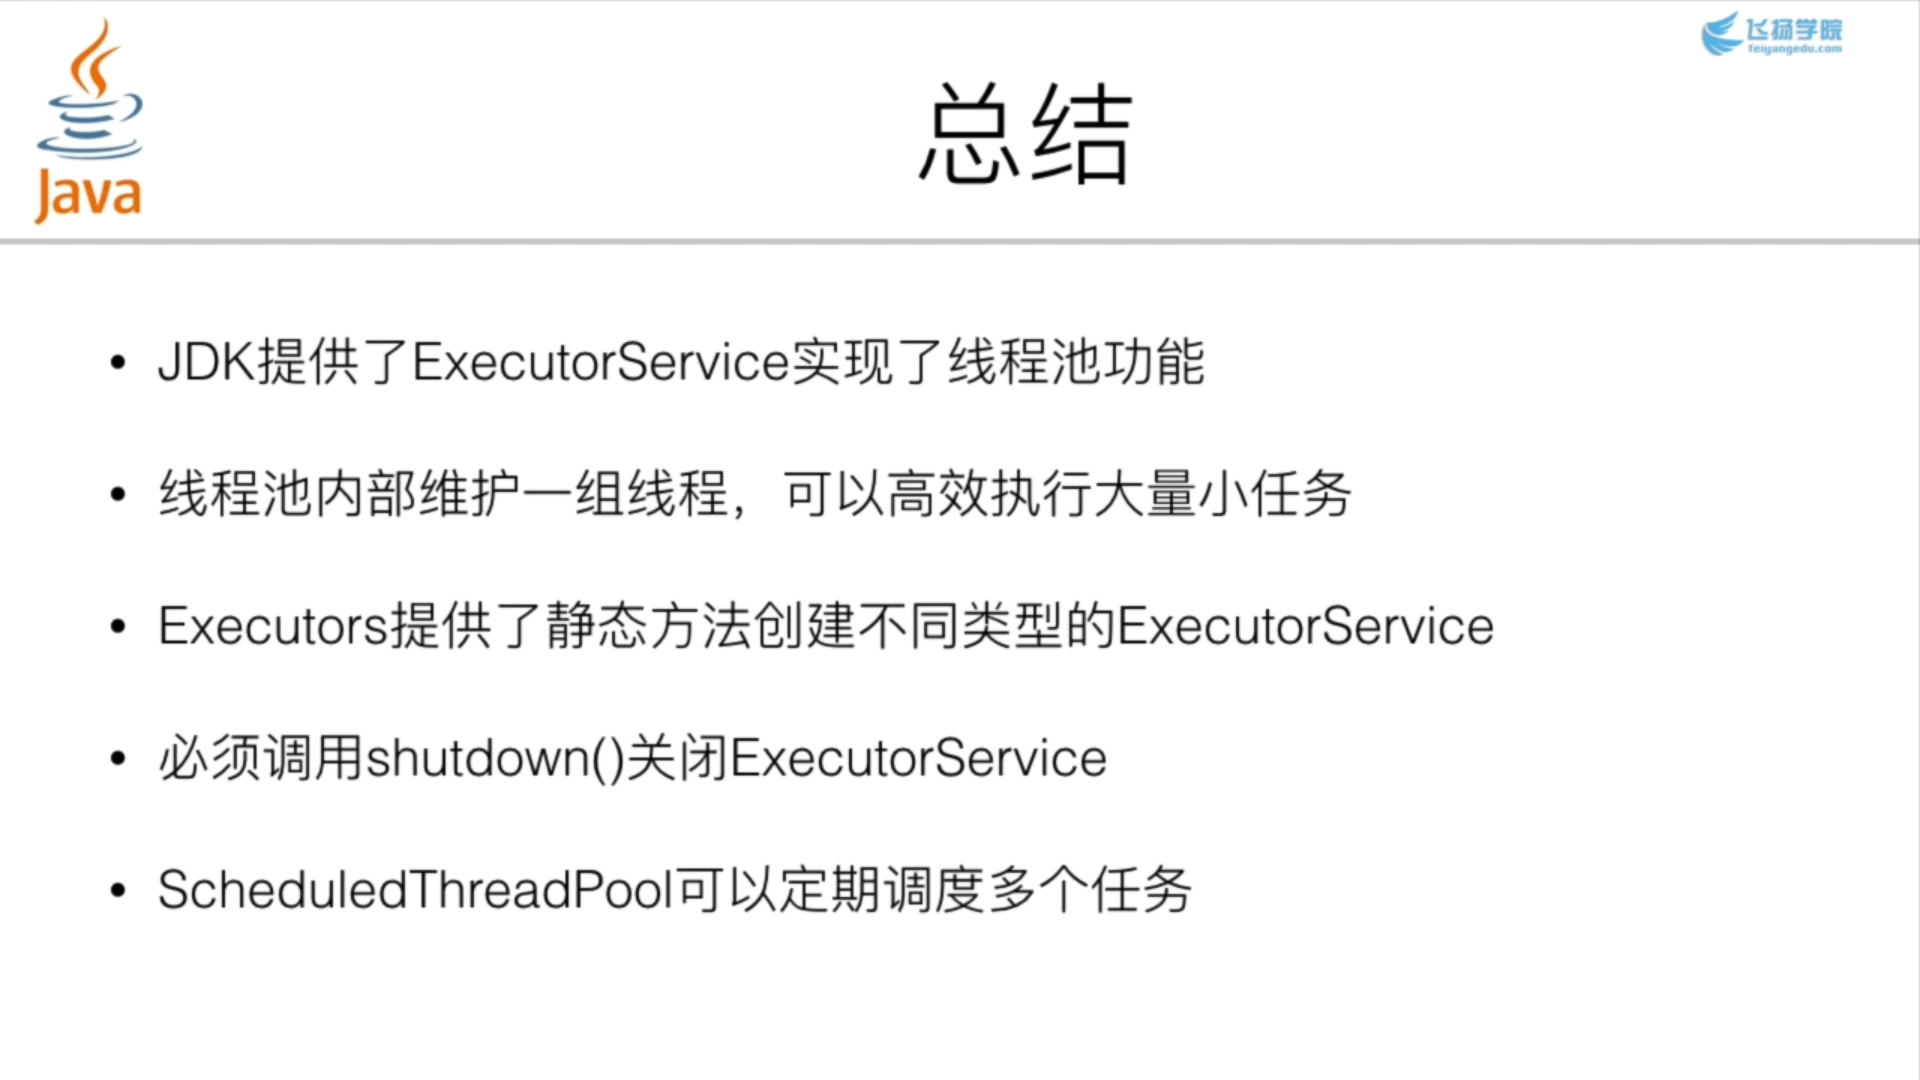 Java
飞扬学院
feiyangedu.com
总结
• JDK提供了ExecutorService实现了线程池功能
• 线程池内部维护一组线程，可以高效执行大量小任务
• Executors提供了静态方法创建不同类型的ExecutorService
• 必须调用shutdown()关闭ExecutorService
• ScheduledThreadPool可以定期调度多个任务